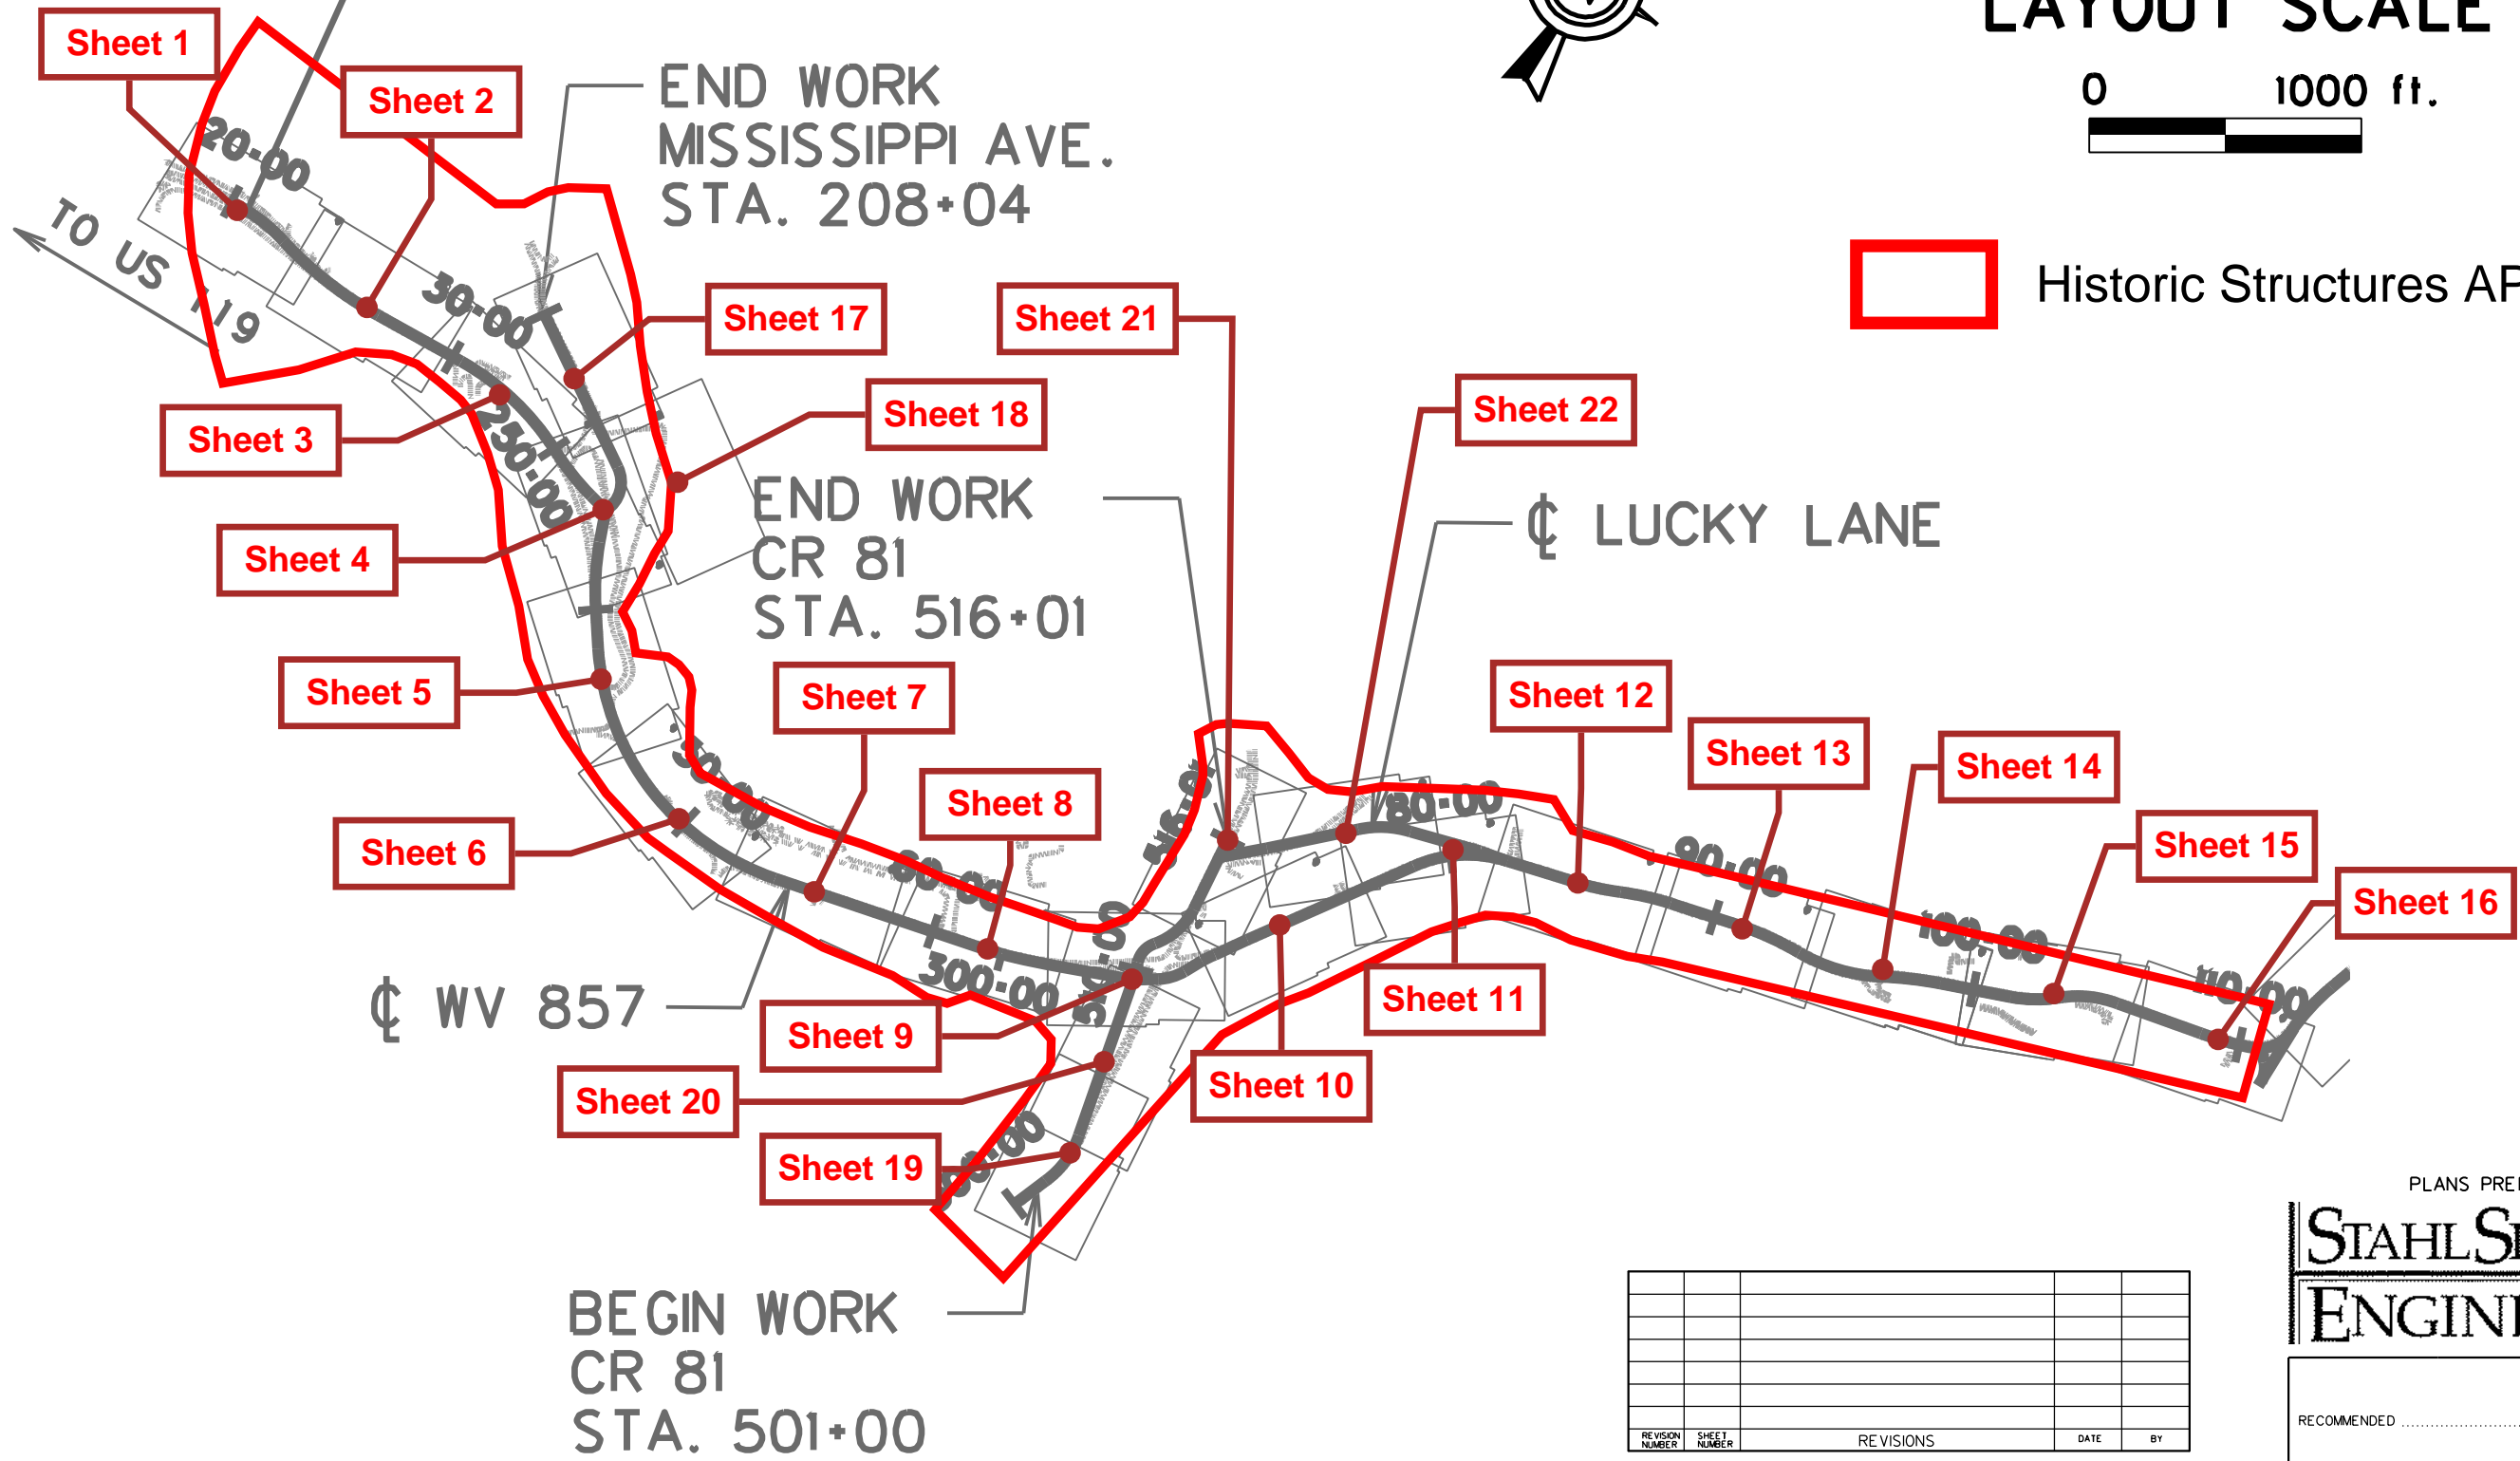 LAYOUT SCALE
0 1000 ft.
Historic Structures AP
Sheet 1
Sheet 2
20+00
TO US 119
30+00
END WORK
MISSISSIPPI AVE.
STA. 208+04
Sheet 17
Sheet 21
Sheet 18
Sheet 22
Sheet 3
250+00
END WORK
CR 81
STA. 516+01
℄ LUCKY LANE
Sheet 4
Sheet 5
Sheet 7
Sheet 12
Sheet 13
Sheet 14
Sheet 8
80+00
Sheet 15
Sheet 6
60+00
90+00
Sheet 16
100+00
110+00
300+00
℄ WV 857
Sheet 9
Sheet 11
Sheet 10
Sheet 20
Sheet 19
BEGIN WORK
CR 81
STA. 501+00
REVISION NUMBER
SHEET NUMBER
REVISIONS
DATE
BY
RECOMMENDED